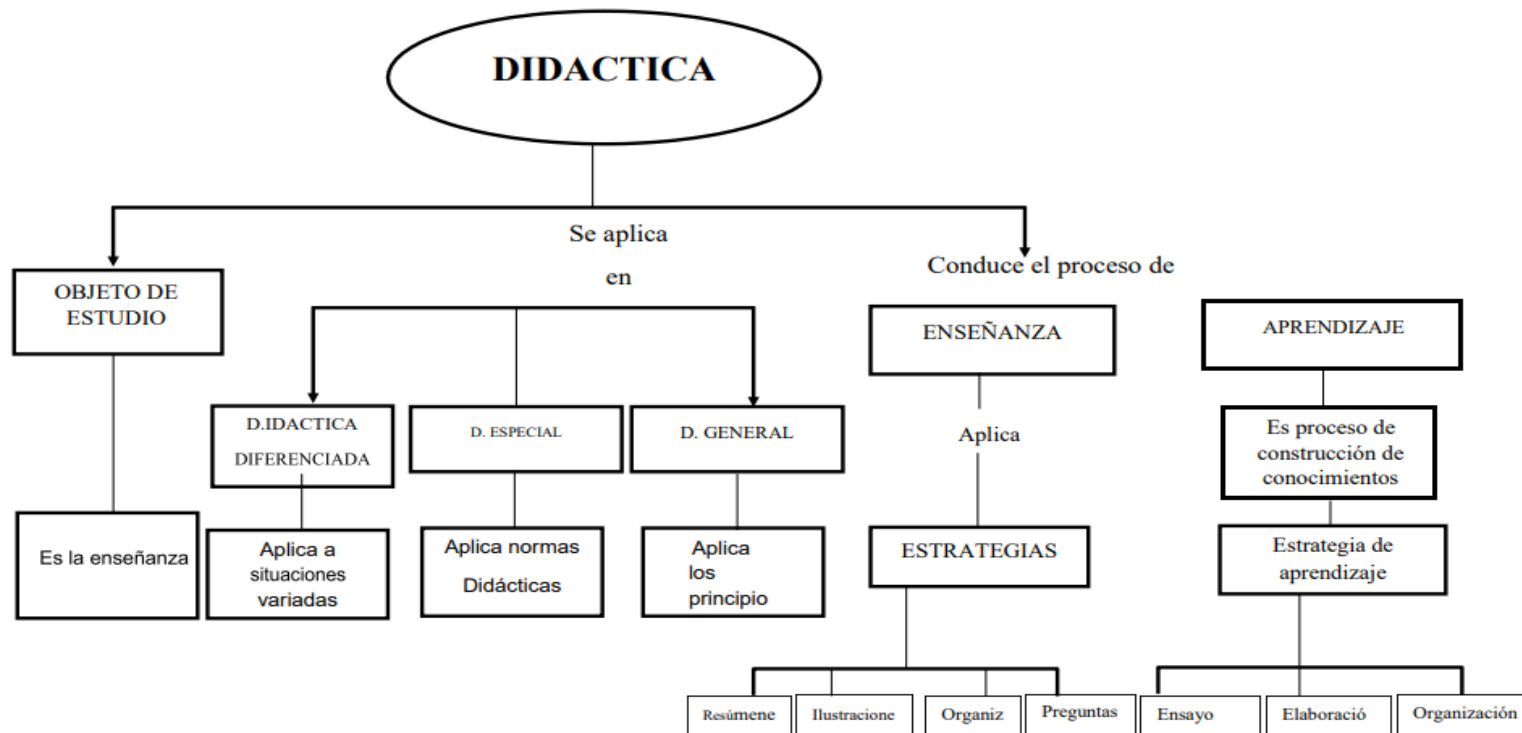 DIDACTICA
Se aplica
en
Conduce el proceso de
OBJETO DE
ESTUDIO
ENSEÑANZA
APRENDIZAJE
D.IDACTICA
DIFERENCIADA
D. ESPECIAL
D. GENERAL
Aplica
Es proceso de
construcción de
conocimientos
Es la enseñanza
Aplica a
situaciones
variadas
Aplica normas
Didácticas
Aplica
los
principio
ESTRATEGIAS
Estrategia de
aprendizaje
Resúmene
Ilustracione
Organiz
Preguntas
Ensayo
Elaboració
Organización